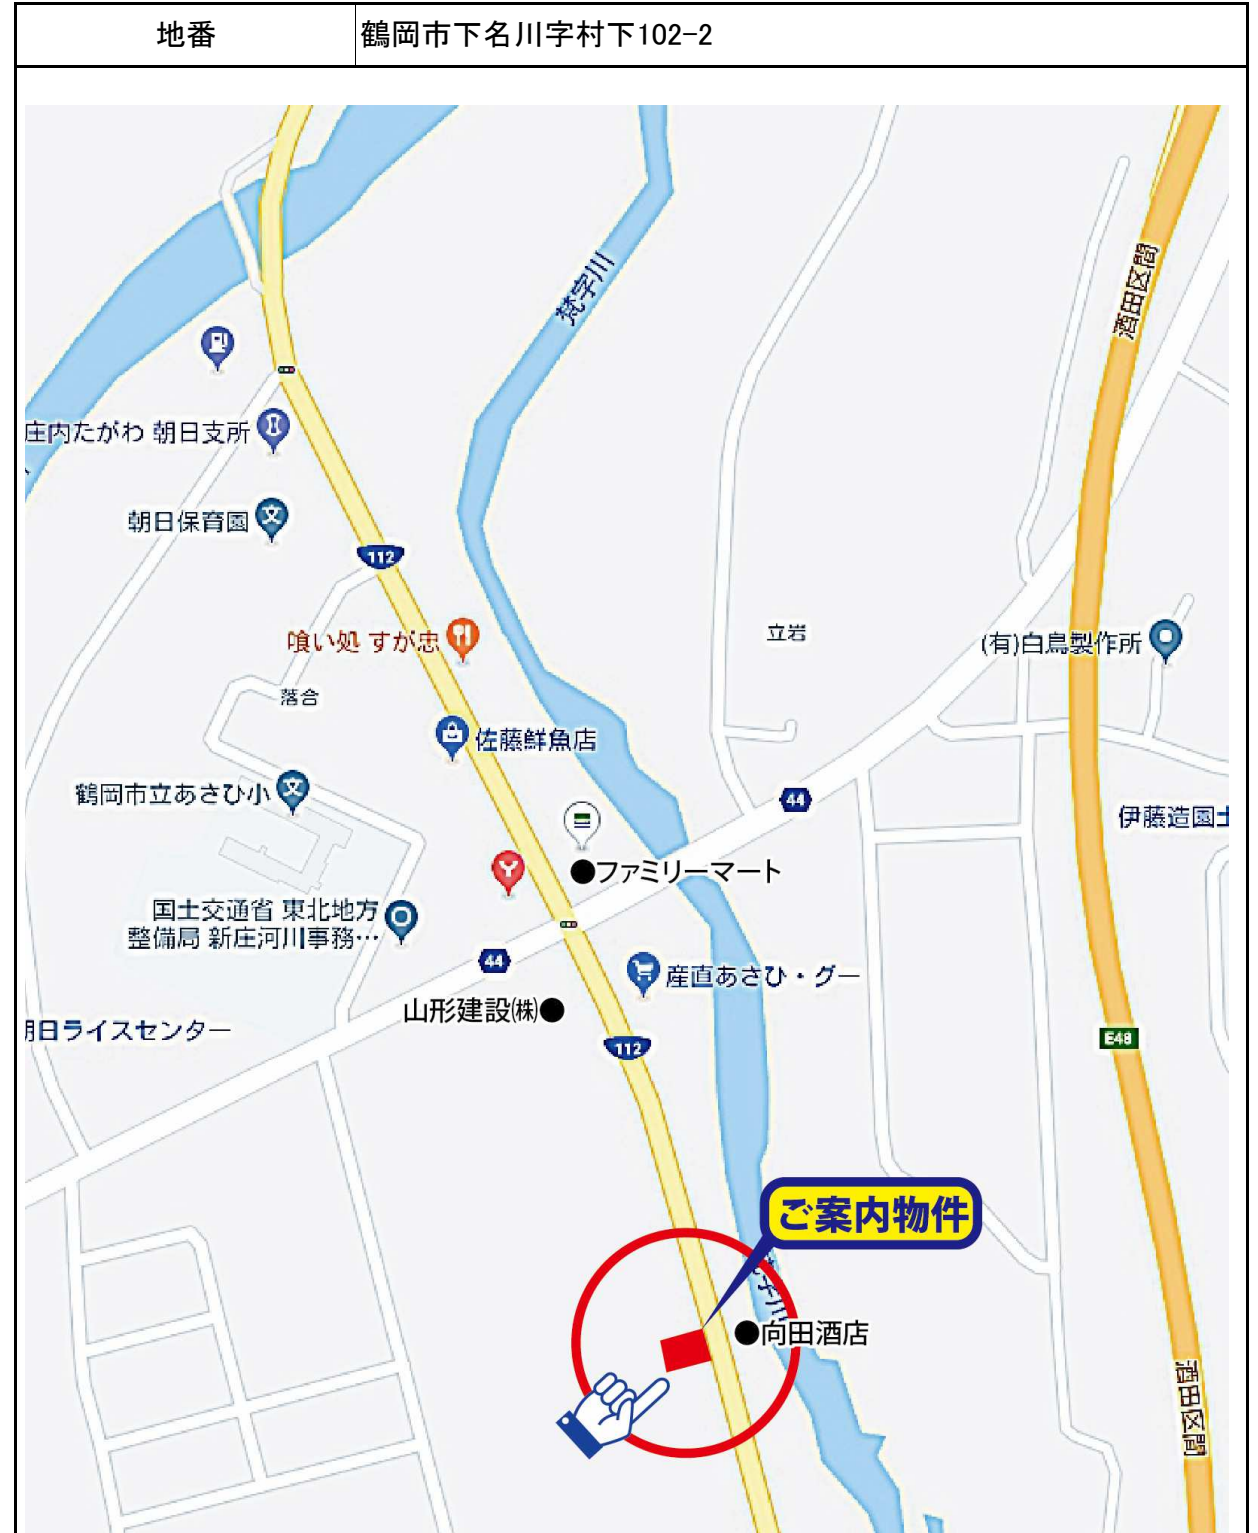 地番
鶴岡市下名川字村下102-2
梵字川
酒田区間
庄内たがわ 朝日支所
朝日保育園
112
喰い処 すが忠
立岩
(有)白鳥製作所
落合
佐藤鮮魚店
鶴岡市立あさひ小
44
伊藤造園土
●ファミリーマート
国土交通省 東北地方
整備局 新庄河川事務…
44
産直あさひ・グー
山形建設㈱●
朝日ライスセンター
112
E48
ご案内物件
梵字川
●向田酒店
酒田区間